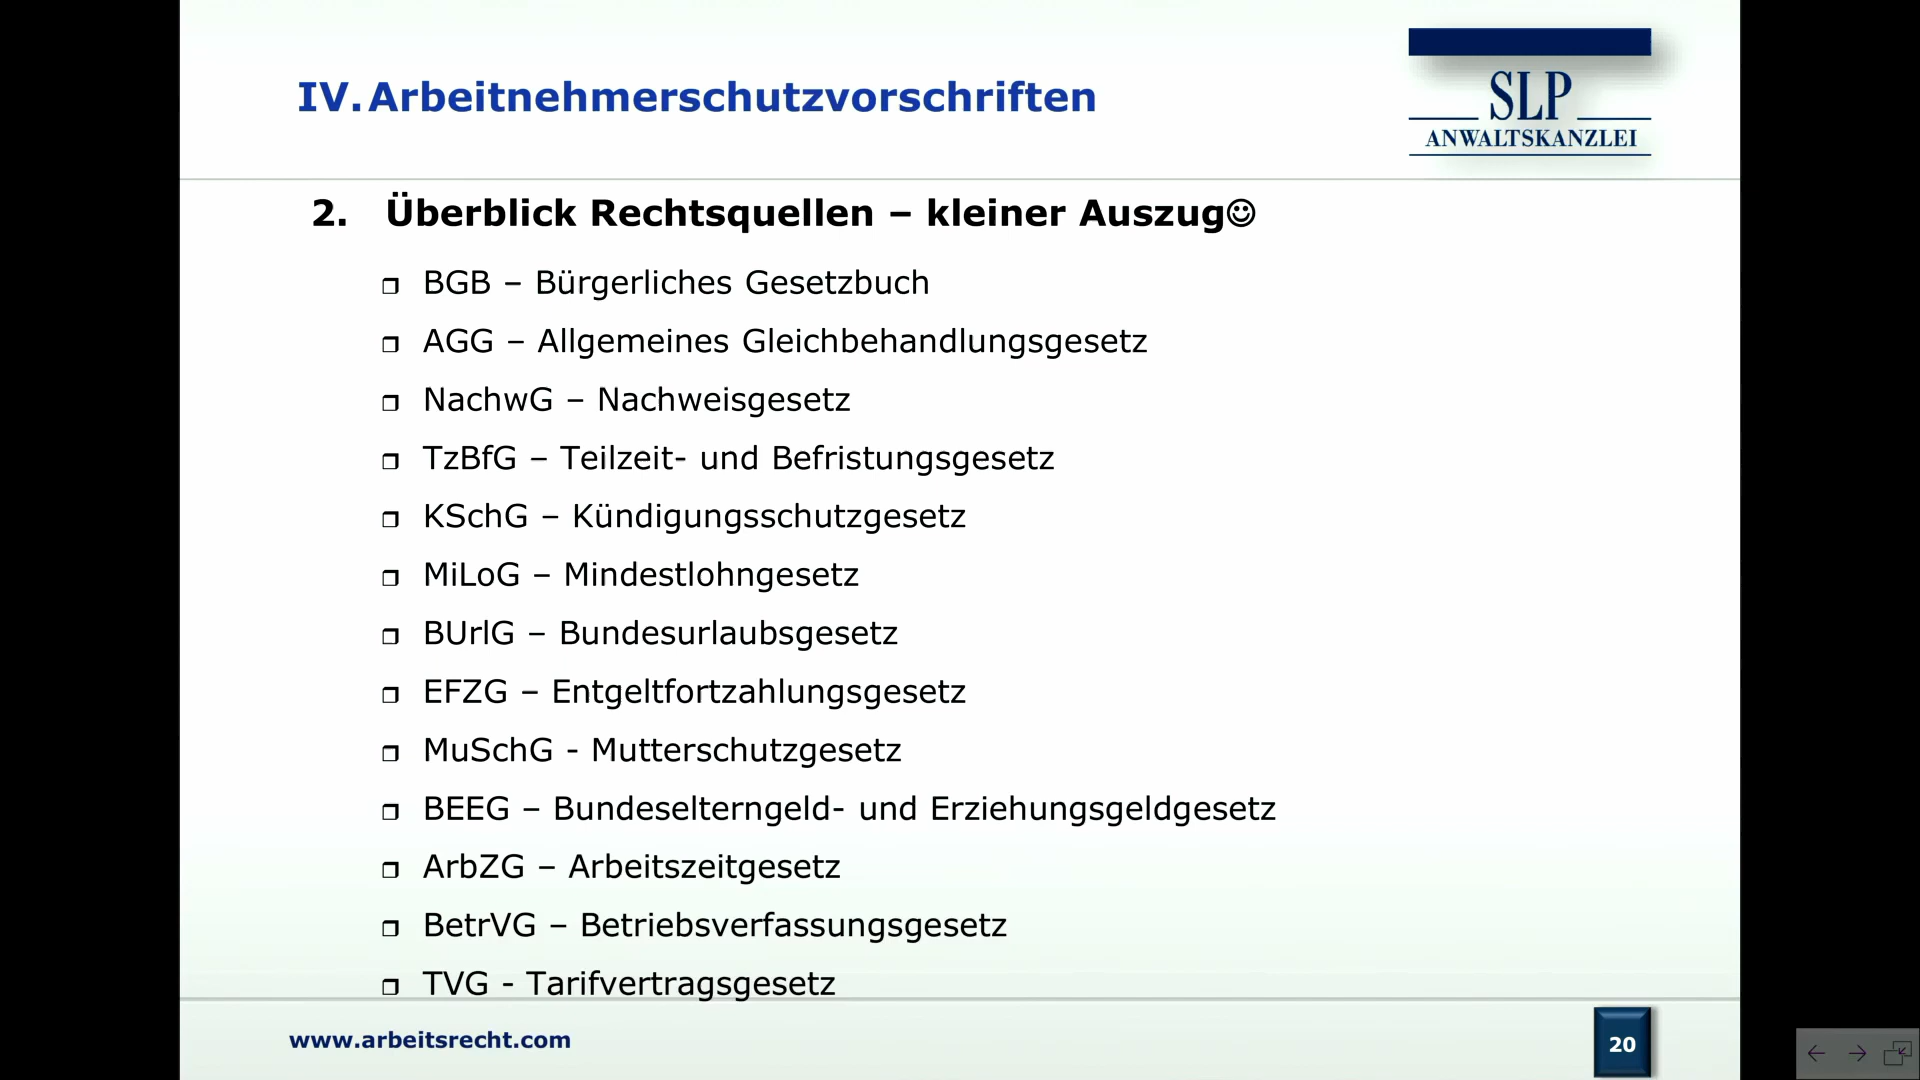 IV. Arbeitnehmerschutzvorschriften
SLP
ANWALTSKANZLEI
2. Überblick Rechtsquellen – kleiner Auszug☺
❒ BGB – Bürgerliches Gesetzbuch
❒ AGG – Allgemeines Gleichbehandlungsgesetz
❒ NachwG – Nachweisgesetz
❒ TzBfG – Teilzeit- und Befristungsgesetz
❒ KSchG – Kündigungsschutzgesetz
❒ MiLoG – Mindestlohngesetz
❒ BUrlG – Bundesurlaubsgesetz
❒ EFZG – Entgeltfortzahlungsgesetz
❒ MuSchG - Mutterschutzgesetz
❒ BEEG – Bundeselterngeld- und Erziehungsgeldgesetz
❒ ArbZG – Arbeitszeitgesetz
❒ BetrVG – Betriebsverfassungsgesetz
❒ TVG - Tarifvertragsgesetz
www.arbeitsrecht.com
20